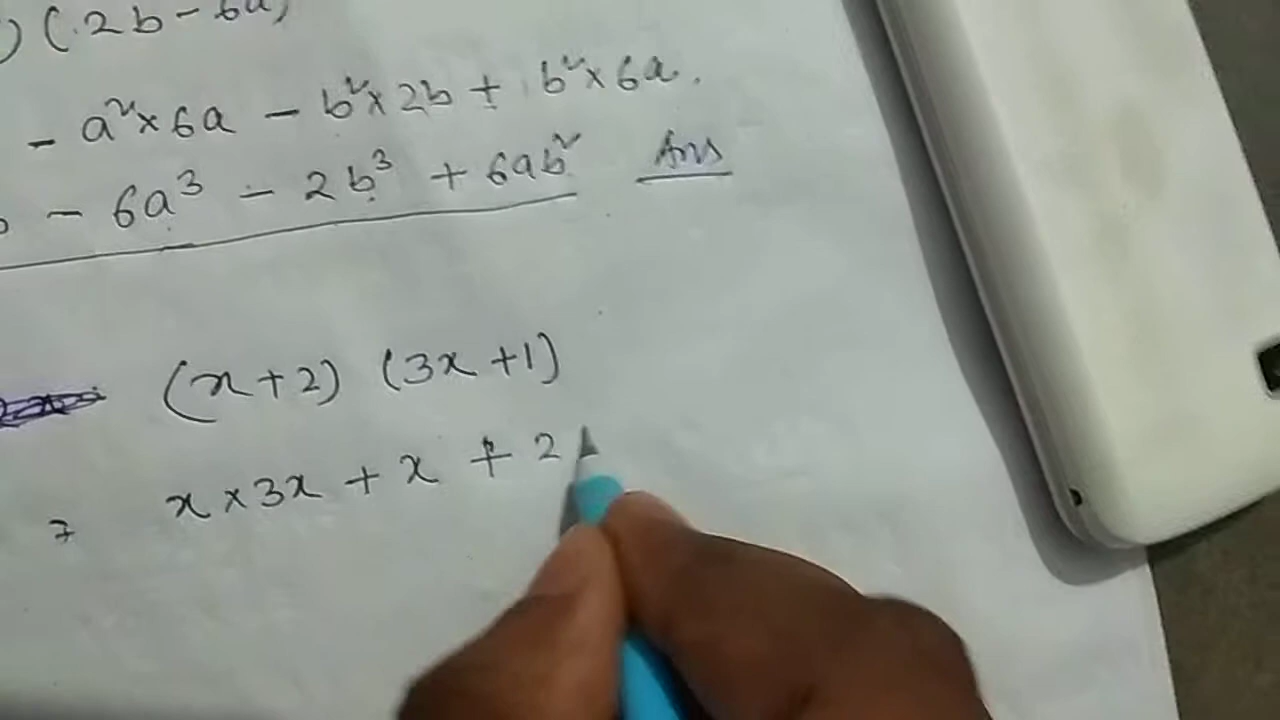 ) (2b - 6a)
- a²×6a - b²×2b + b²×6a.
- 6a³ - 2b³ + 6ab² Ans
(x+2) (3x+1)
⇒ x×3x + x + 2